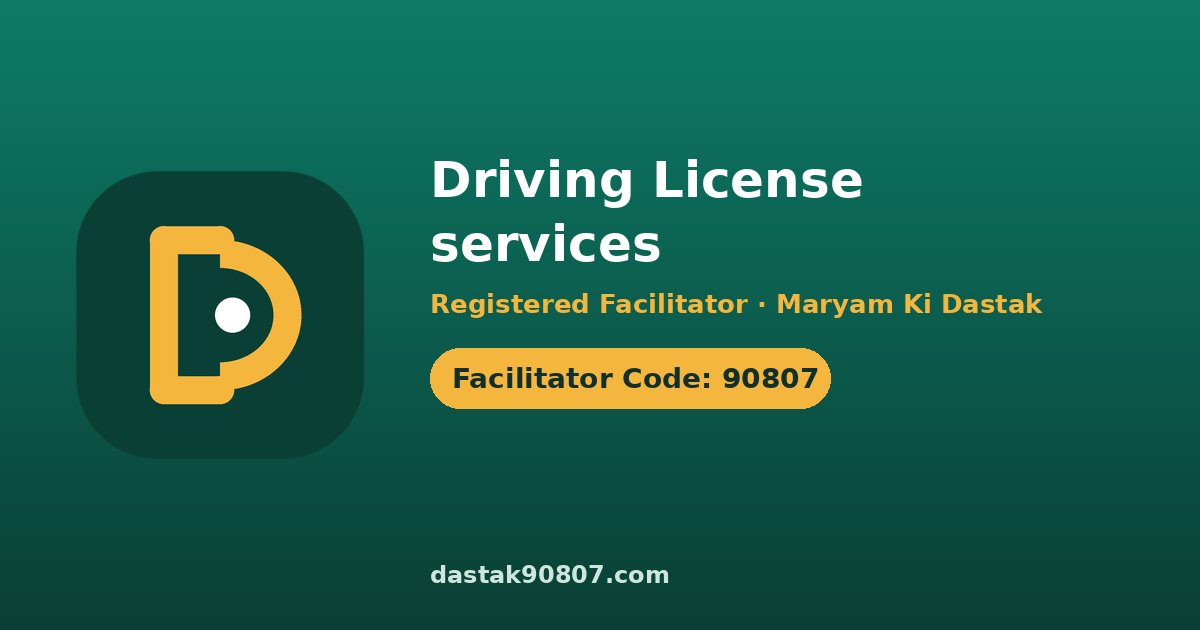 Driving License
services
Registered Facilitator · Maryam Ki Dastak
Facilitator Code: 90807
dastak90807.com